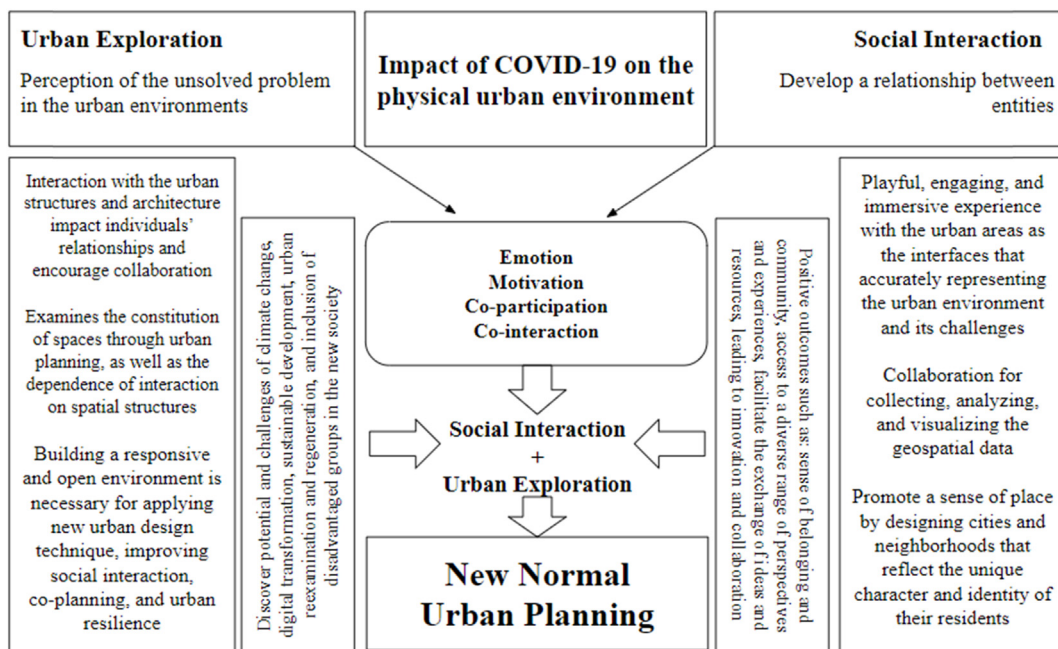 Urban Exploration
Perception of the unsolved problem
in the urban environments
Impact of COVID-19 on the
physical urban environment
Social Interaction
Develop a relationship between
entities
Interaction with the urban
structures and architecture
impact individuals’
relationships and
encourage collaboration
Examines the constitution
of spaces through urban
planning, as well as the
dependence of interaction
on spatial structures
Building a responsive
and open environment is
necessary for applying
new urban design
technique, improving
social interaction,
co-planning, and urban
resilience
Discover potential and challenges of climate change,
digital transformation, sustainable development, urban
reexamination and regeneration, and inclusion of
disadvantaged groups in the new society
Emotion
Motivation
Co-participation
Co-interaction
Social Interaction
+
Urban Exploration
New Normal
Urban Planning
Positive outcomes such as: sense of belonging and
community, access to a diverse range of perspectives
and experiences, facilitate the exchange of ideas and
resources, leading to innovation and collaboration
Playful, engaging, and
immersive experience
with the urban areas as
the interfaces that
accurately representing
the urban environment
and its challenges
Collaboration for
collecting, analyzing,
and visualizing the
geospatial data
Promote a sense of place
by designing cities and
neighborhoods that
reflect the unique
character and identity of
their residents